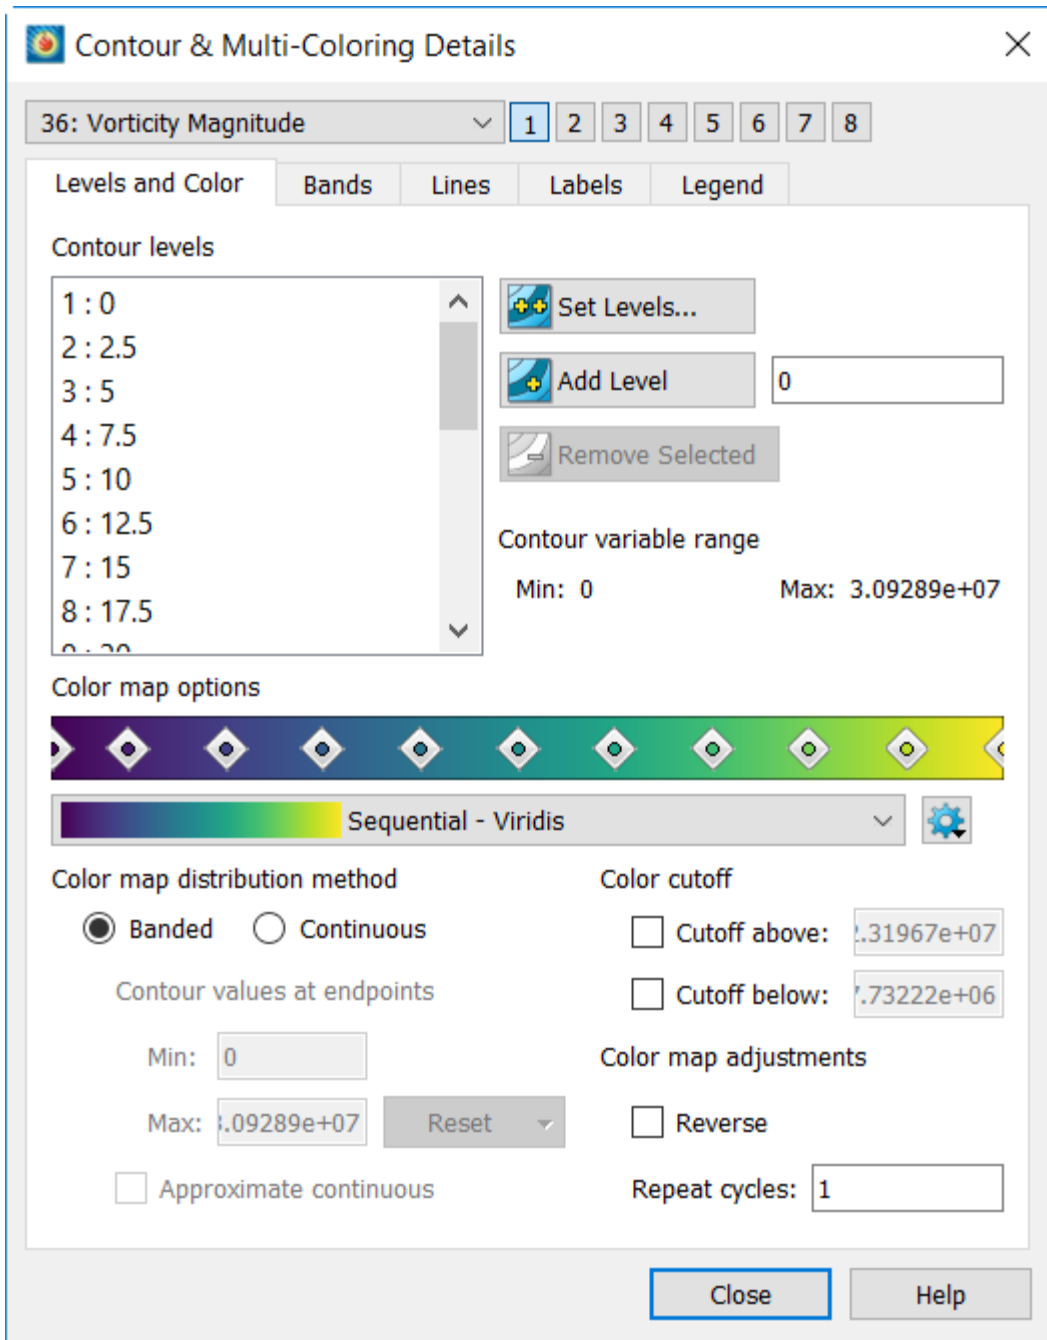 Contour & Multi-Coloring Details
36: Vorticity Magnitude 1 2 3 4 5 6 7 8
Levels and Color Bands Lines Labels Legend
Contour levels
1 : 0
2 : 2.5
3 : 5
4 : 7.5
5 : 10
6 : 12.5
7 : 15
8 : 17.5
9 : 20
Set Levels...
Add Level 0
Remove Selected
Contour variable range
Min: 0 Max: 3.09289e+07
Color map options
Sequential - Viridis
Color map distribution method
Banded Continuous
Contour values at endpoints
Min: 0
Max: .09289e+07 Reset
Approximate continuous
Color cutoff
Cutoff above: .31967e+07
Cutoff below: 7.73222e+06
Color map adjustments
Reverse
Repeat cycles: 1
Close Help